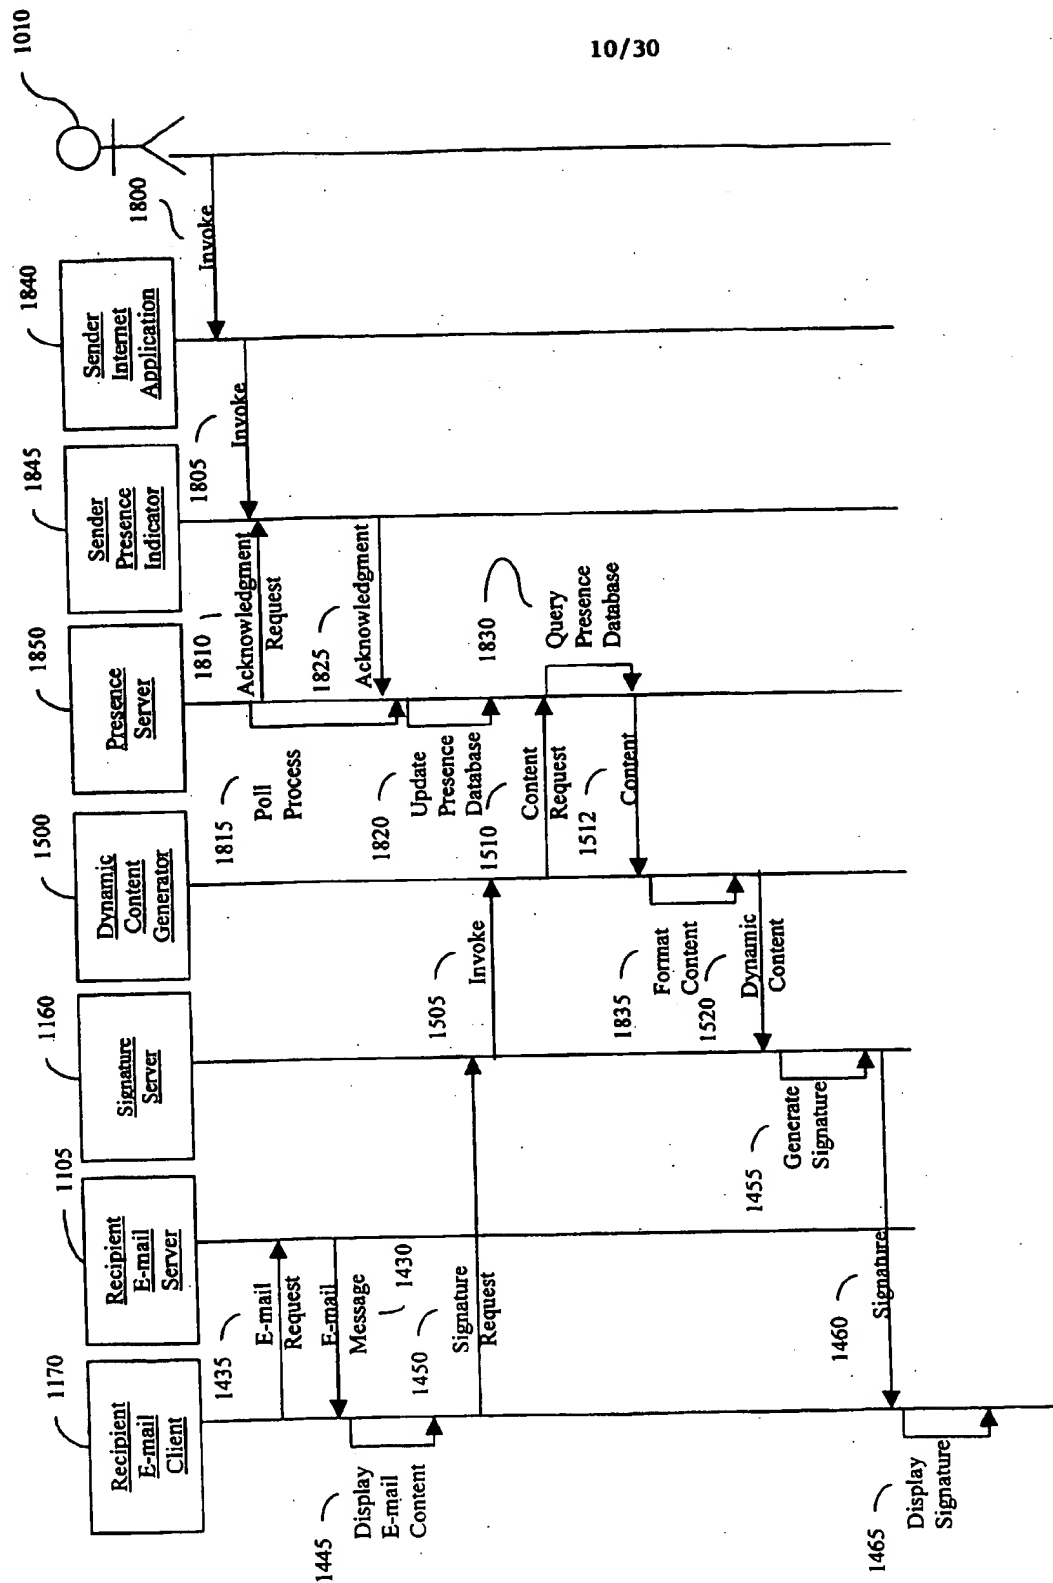 10/30
1170
Recipient
E-mail
Client
1105
Recipient
E-mail
Server
1160
Signature
Server
1500
Dynamic
Content
Generator
1850
Presence
Server
1845
Sender
Presence
Indicator
1840
Sender
Internet
Application
1010
1800
Invoke
1805
Invoke
1810
Acknowledgment
Request
1815
Poll
Process
1825
Acknowledgment
1820
Update
Presence
Database
1435
E-mail
Request
E-mail
Message
1430
1445
Display
E-mail
Content
1450
Signature
Request
1505
Invoke
1510
Content
Request
1830
Query
Presence
Database
1512
Content
1835
Format
Content
1520
Dynamic
Content
1455
Generate
Signature
1460
Signature
1465
Display
Signature